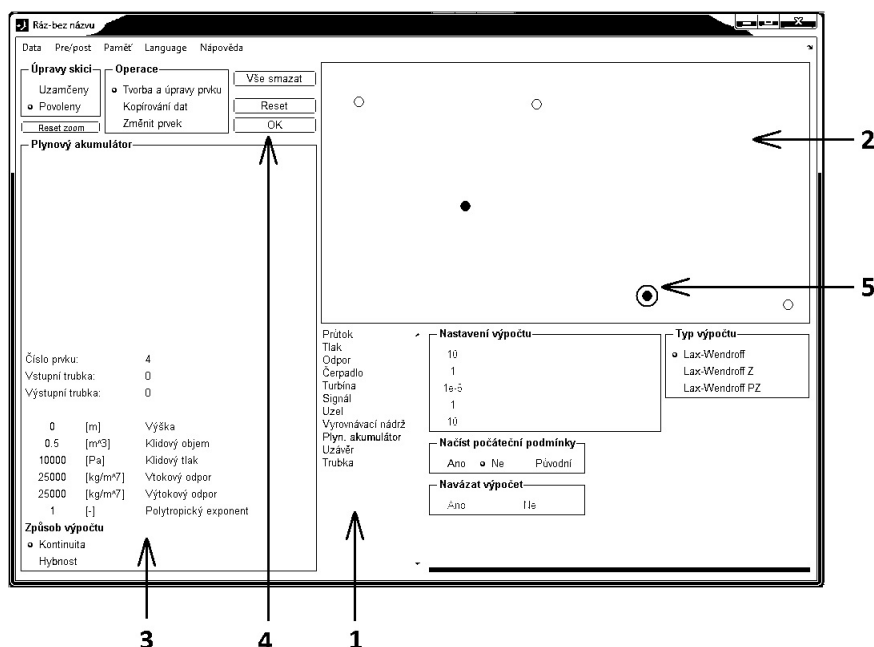 Ráz-bez názvu
Data Pre/post Paměť Language Nápověda
Úpravy skici
Uzamčeny
Povoleny
Reset zoom
Operace
Tvorba a úpravy prvku
Kopírování dat
Změnit prvek
Vše smazat
Reset
OK
Plynový akumulátor
Číslo prvku: 4
Vstupní trubka: 0
Výstupní trubka: 0
0 [m] Výška
0.5 [m^3] Klidový objem
10000 [Pa] Klidový tlak
25000 [kg/m^7] Vtokový odpor
25000 [kg/m^7] Výtokový odpor
1 [-] Polytropický exponent
Způsob výpočtu
Kontinuita
Hybnost
Průtok
Tlak
Odpor
Čerpadlo
Turbína
Signál
Uzel
Vyrovnávací nádrž
Plyn. akumulátor
Uzávěr
Trubka
Nastavení výpočtu
10
1
1e-5
1
10
Typ výpočtu
Lax-Wendroff
Lax-Wendroff Z
Lax-Wendroff PZ
Načíst počáteční podmínky
Ano Ne Původní
Navázat výpočet
Ano Ne
2
5
3
4
1